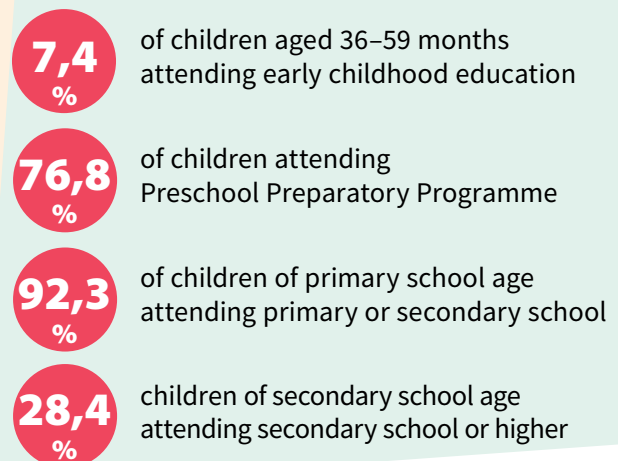 7,4
%
of children aged 36–59 months
attending early childhood education
76,8
%
of children attending
Preschool Preparatory Programme
92,3
%
of children of primary school age
attending primary or secondary school
28,4
%
children of secondary school age
attending secondary school or higher